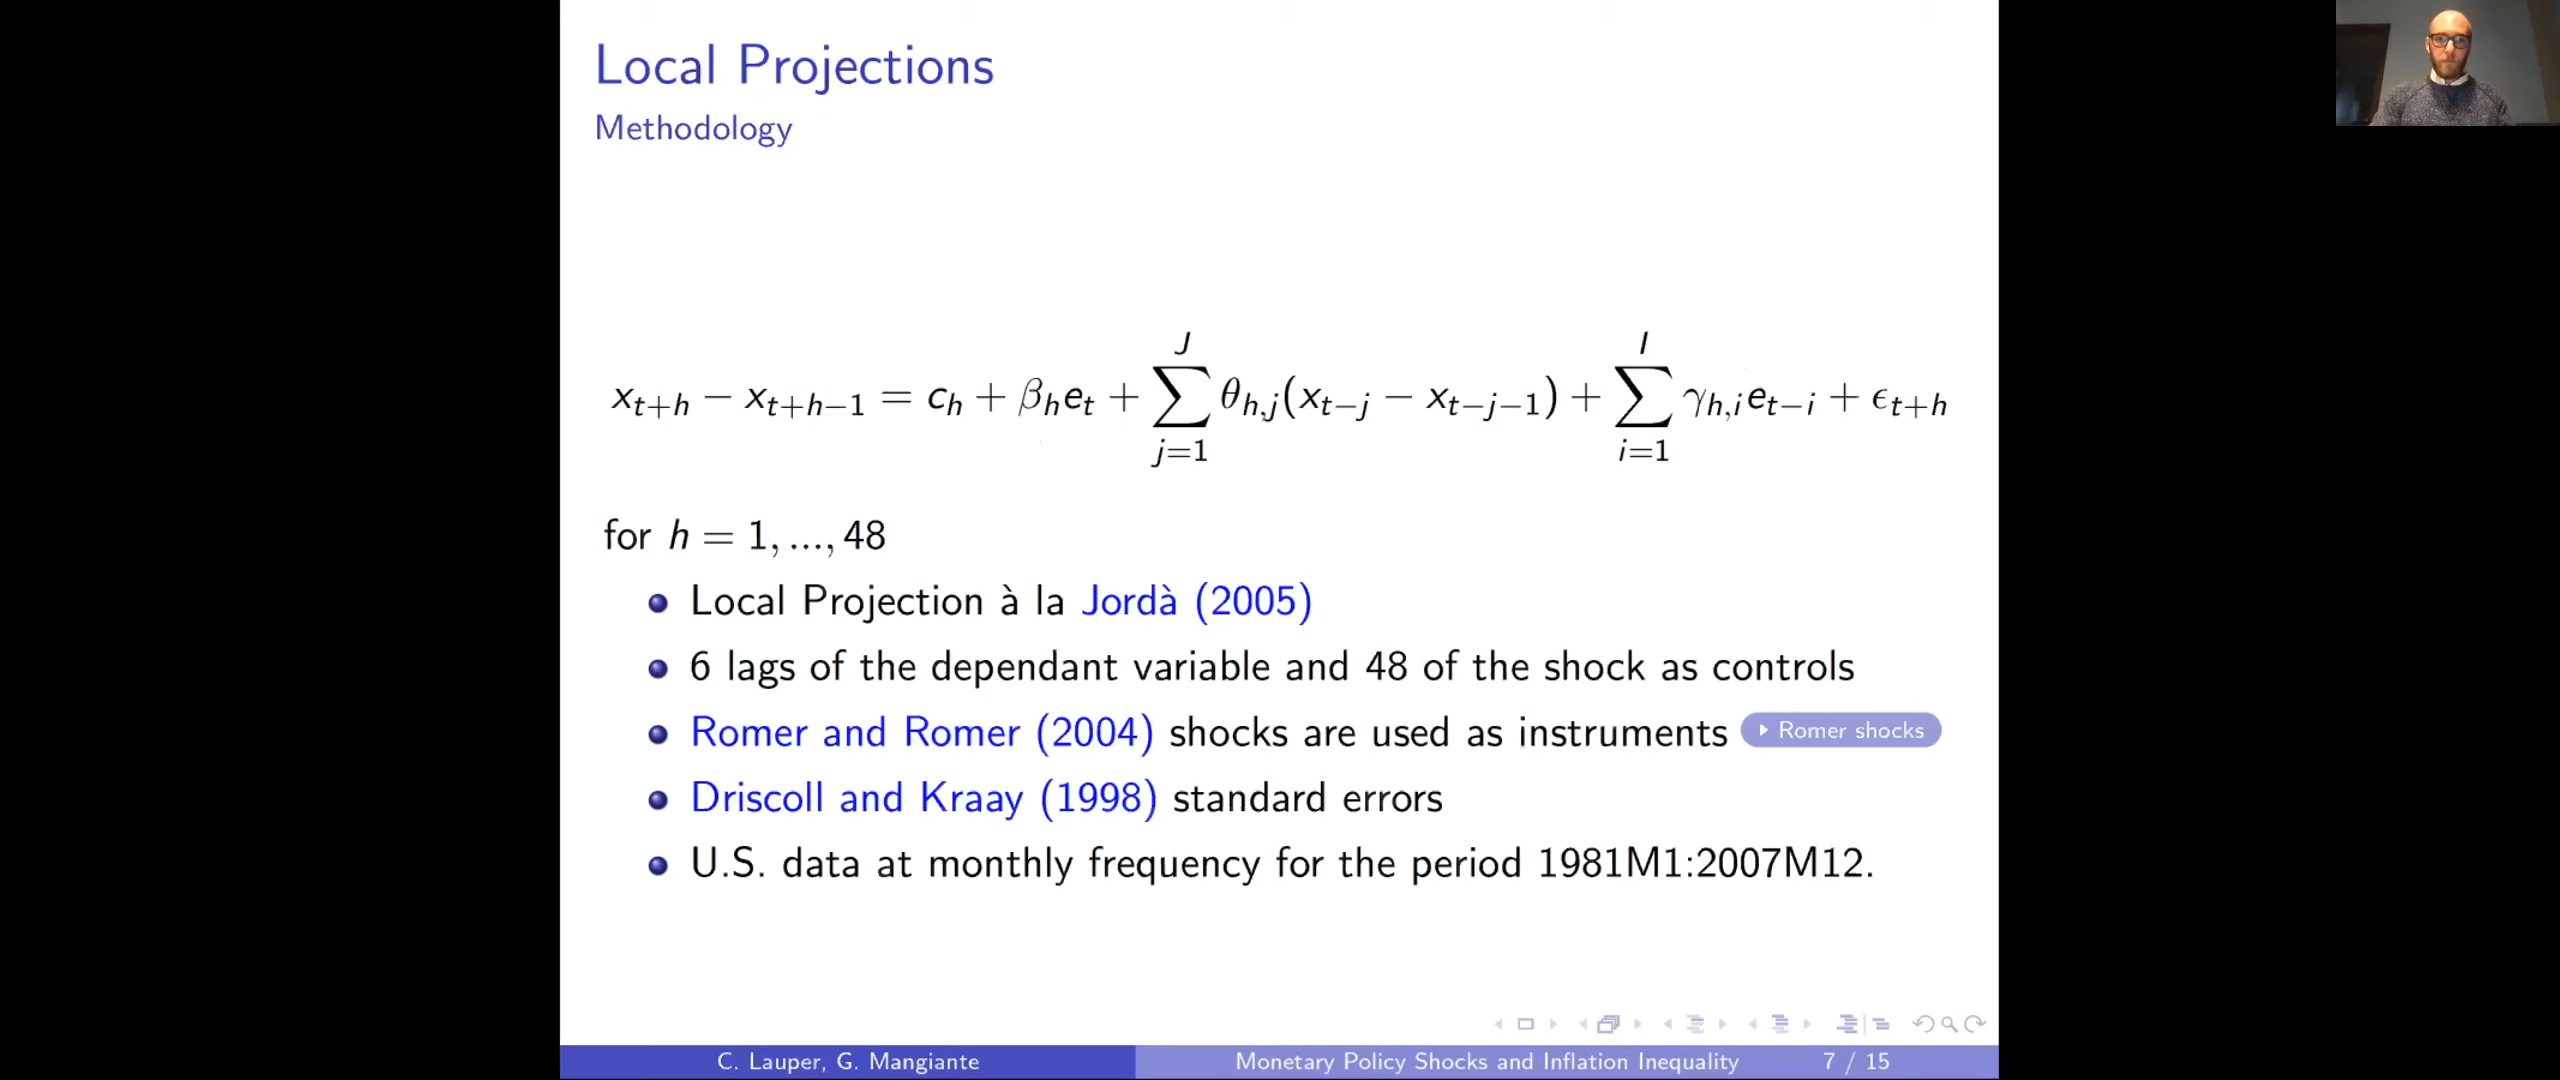 Local Projections
Methodology
x_{t+h} − x_{t+h−1} = c_h + β_h e_t + ∑_{j=1}^{J} θ_{h,j}(x_{t−j} − x_{t−j−1}) + ∑_{i=1}^{I} γ_{h,i} e_{t−i} + ϵ_{t+h}
for h = 1, ..., 48
Local Projection à la Jordà (2005)
6 lags of the dependant variable and 48 of the shock as controls
Romer and Romer (2004) shocks are used as instruments Romer shocks
Driscoll and Kraay (1998) standard errors
U.S. data at monthly frequency for the period 1981M1:2007M12.
C. Lauper, G. Mangiante Monetary Policy Shocks and Inflation Inequality 7 / 15